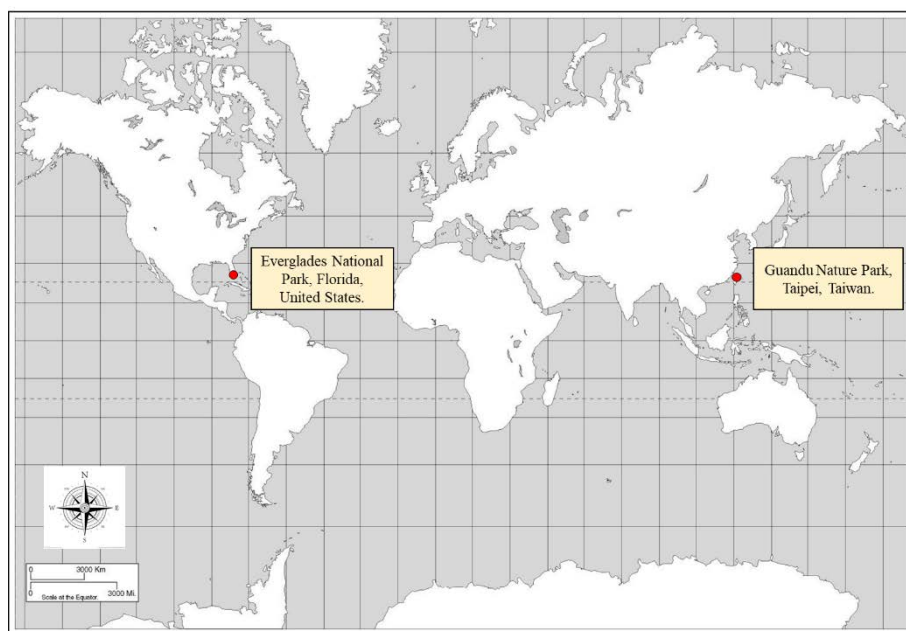 Everglades National
Park, Florida,
United States.
Guandu Nature Park,
Taipei, Taiwan.
N
W E
S
0 3000 Km
0 3000 Mi.
Scale at the Equator.